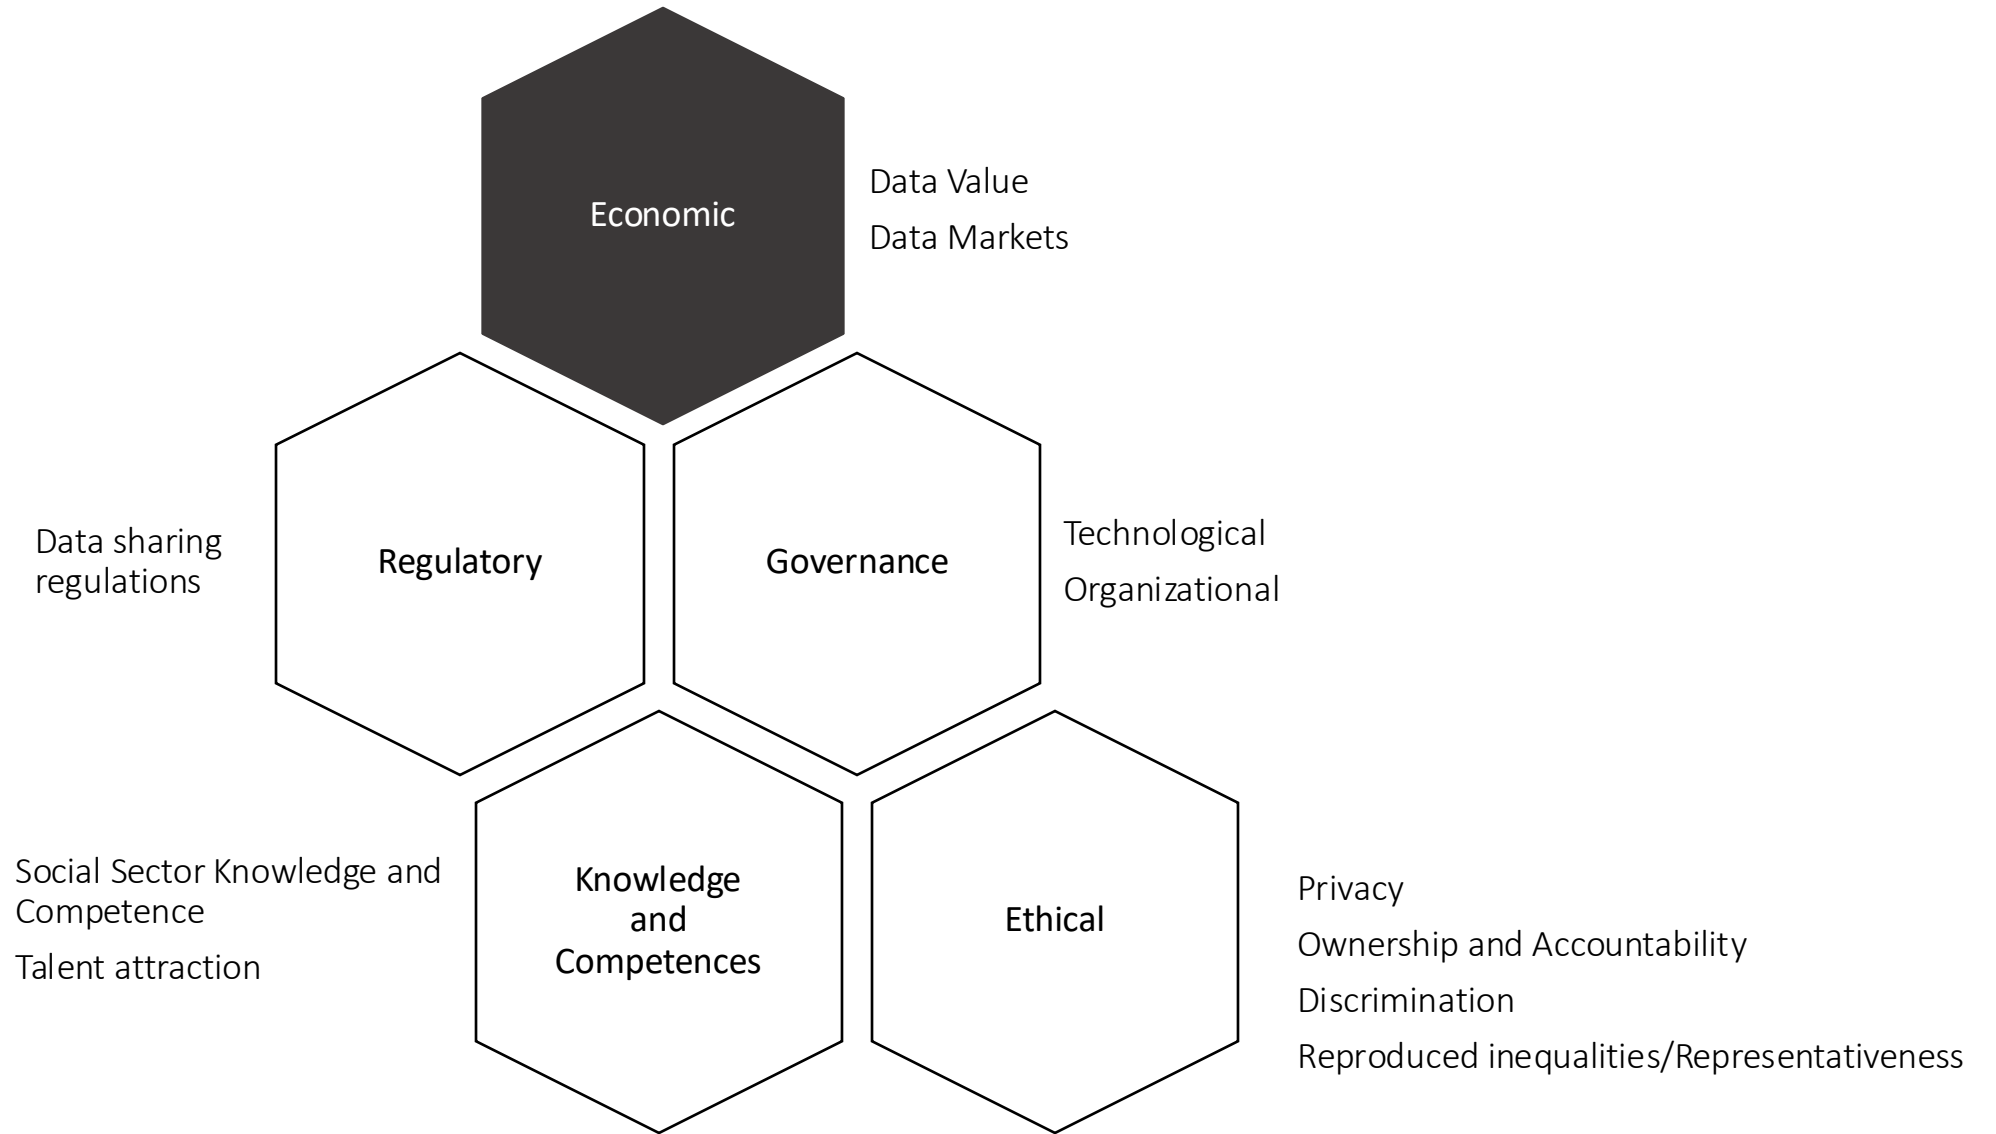 Economic
Data Value
Data Markets
Data sharing
regulations
Regulatory
Governance
Technological
Organizational
Social Sector Knowledge and
Competence
Talent attraction
Knowledge
and
Competences
Ethical
Privacy
Ownership and Accountability
Discrimination
Reproduced inequalities/Representativeness